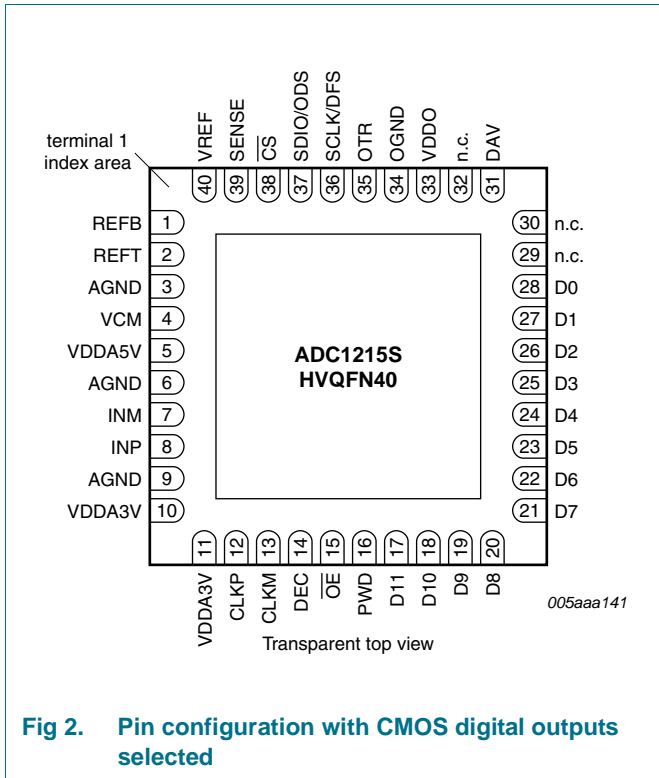 terminal 1
index area
40 VREF
39 SENSE
38 C̅S̅
37 SDIO/ODS
36 SCLK/DFS
35 OTR
34 OGND
33 VDDO
32 n.c.
31 DAV
REFB 1
REFT 2
AGND 3
VCM 4
VDDA5V 5
AGND 6
INM 7
INP 8
AGND 9
VDDA3V 10
ADC1215S
HVQFN40
30 n.c.
29 n.c.
28 D0
27 D1
26 D2
25 D3
24 D4
23 D5
22 D6
21 D7
11 VDDA3V
12 CLKP
13 CLKM
14 DEC
15 O̅E̅
16 PWD
17 D11
18 D10
19 D9
20 D8
005aaa141
Transparent top view
Fig 2. Pin configuration with CMOS digital outputs
selected